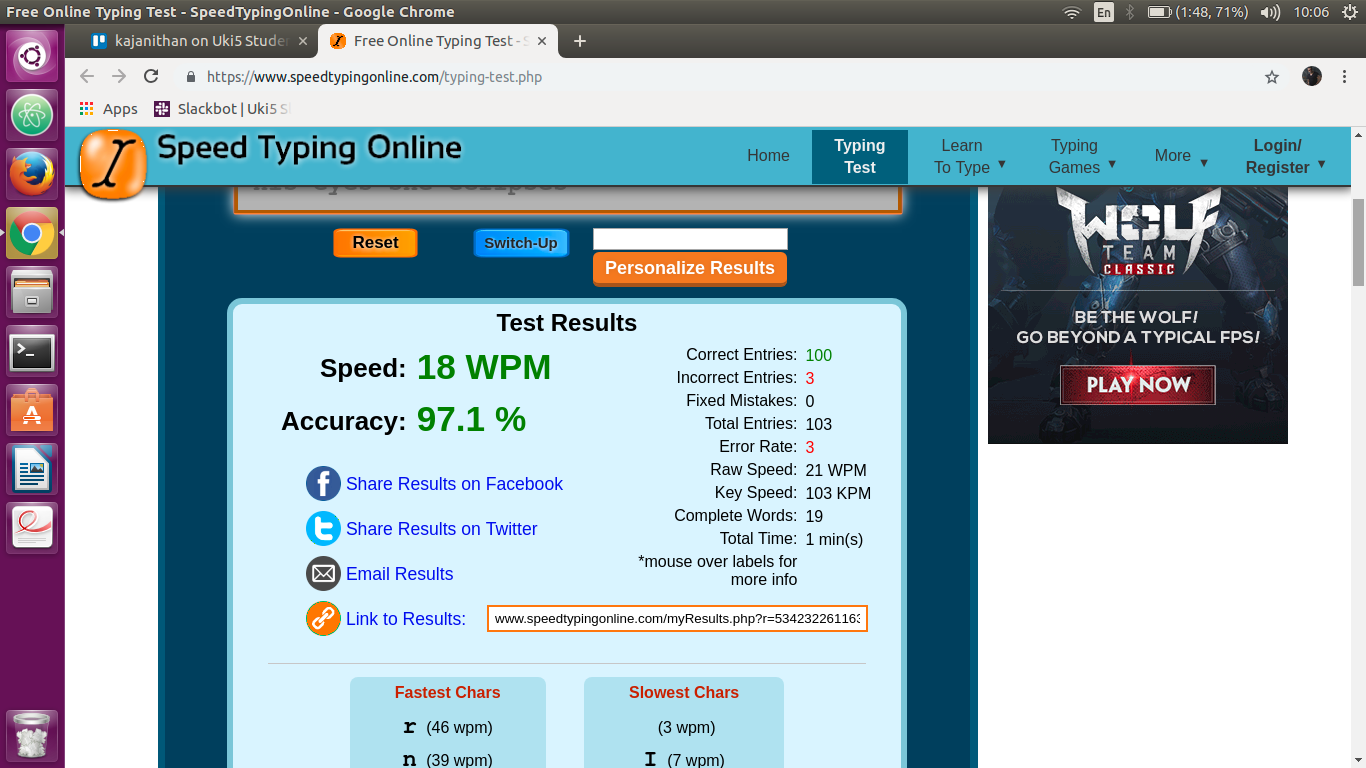 Free Online Typing Test - SpeedTypingOnline - Google Chrome
En
(1:48, 71%)
10:06
kajanithan on Uki5 Stude
Free Online Typing Test - S
https://www.speedtypingonline.com/typing-test.php
Apps
Slackbot | Uki5 S
Speed Typing Online
Home
Typing
Test
Learn
To Type
Typing
Games
More
Login/
Register
Reset
Switch-Up
Personalize Results
WOLF
TEAM
CLASSIC
BE THE WOLF!
GO BEYOND A TYPICAL FPS!
PLAY NOW
Test Results
Speed: 18 WPM
Accuracy: 97.1 %
Share Results on Facebook
Share Results on Twitter
Email Results
Link to Results: www.speedtypingonline.com/myResults.php?r=534232261163
Correct Entries: 100
Incorrect Entries: 3
Fixed Mistakes: 0
Total Entries: 103
Error Rate: 3
Raw Speed: 21 WPM
Key Speed: 103 KPM
Complete Words: 19
Total Time: 1 min(s)
*mouse over labels for
more info
Fastest Chars
r (46 wpm)
n (39 wpm)
Slowest Chars
(3 wpm)
I (7 wpm)